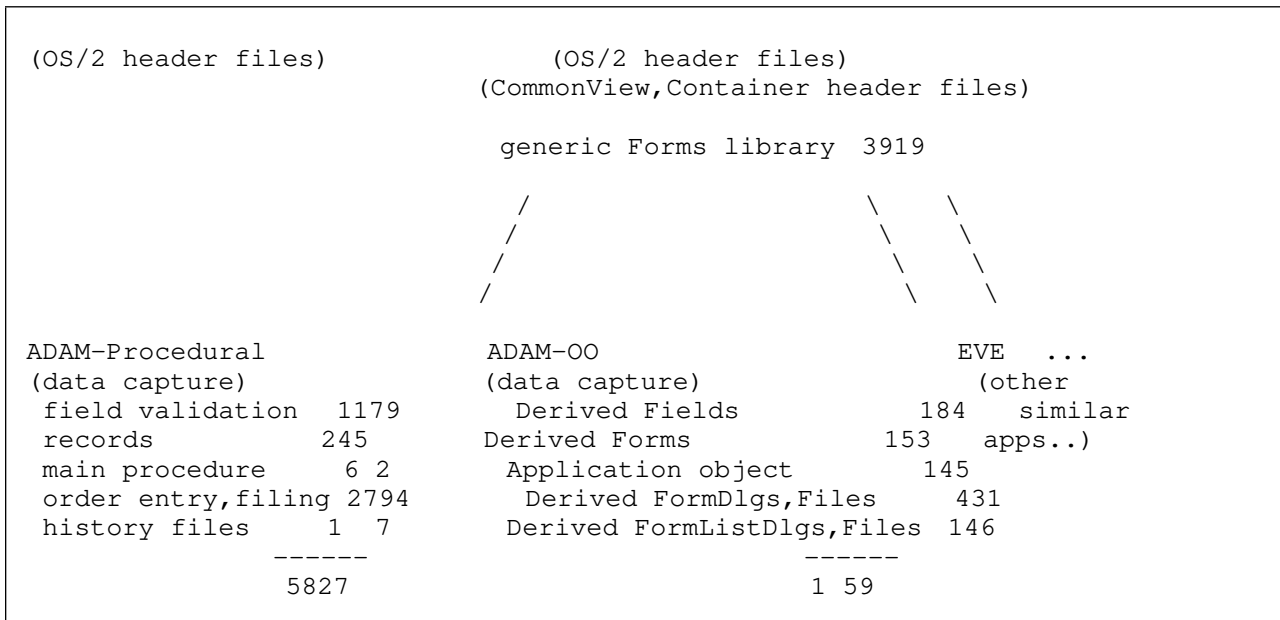 (OS/2 header files) (OS/2 header files)
(CommonView,Container header files)
generic Forms library 3919
/ \ \
/ \ \
/ \ \
/ \ \
ADAM-Procedural ADAM-OO EVE ...
(data capture) (data capture) (other
field validation 1179 Derived Fields 184 similar
records 245 Derived Forms 153 apps..)
main procedure 6 2 Application object 145
order entry,filing 2794 Derived FormDlgs,Files 431
history files 1 7 Derived FormListDlgs,Files 146
------ ------
5827 1 59